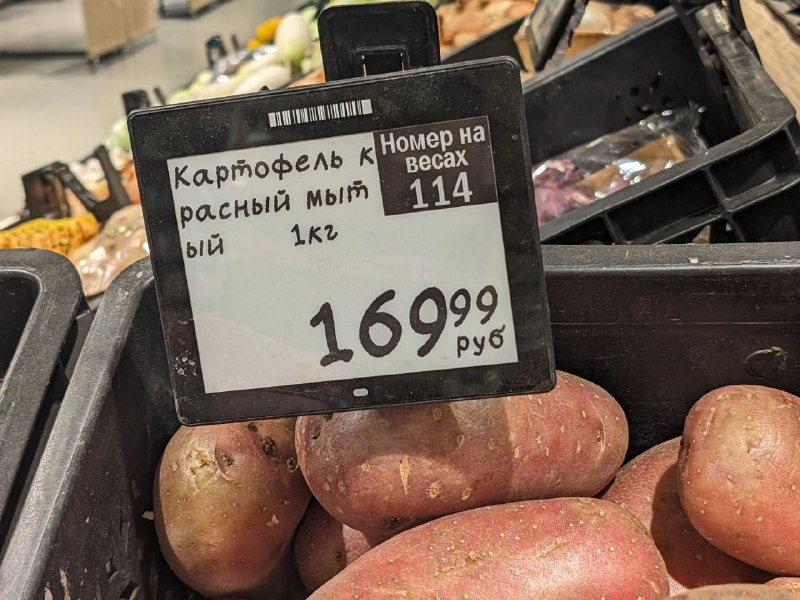 Картофель к
расный мыт
ый 1кг
Номер на
весах
114
169 99
руб